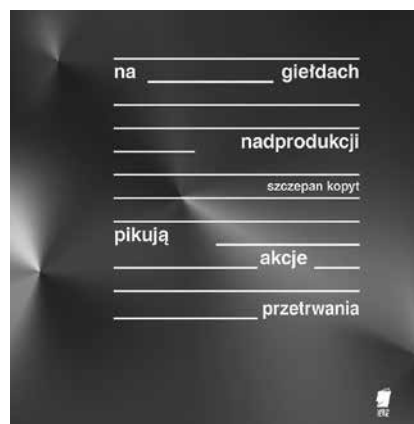 na giełdach
nadprodukcji
szczepan kopyt
pikują
akcje
przetrwania